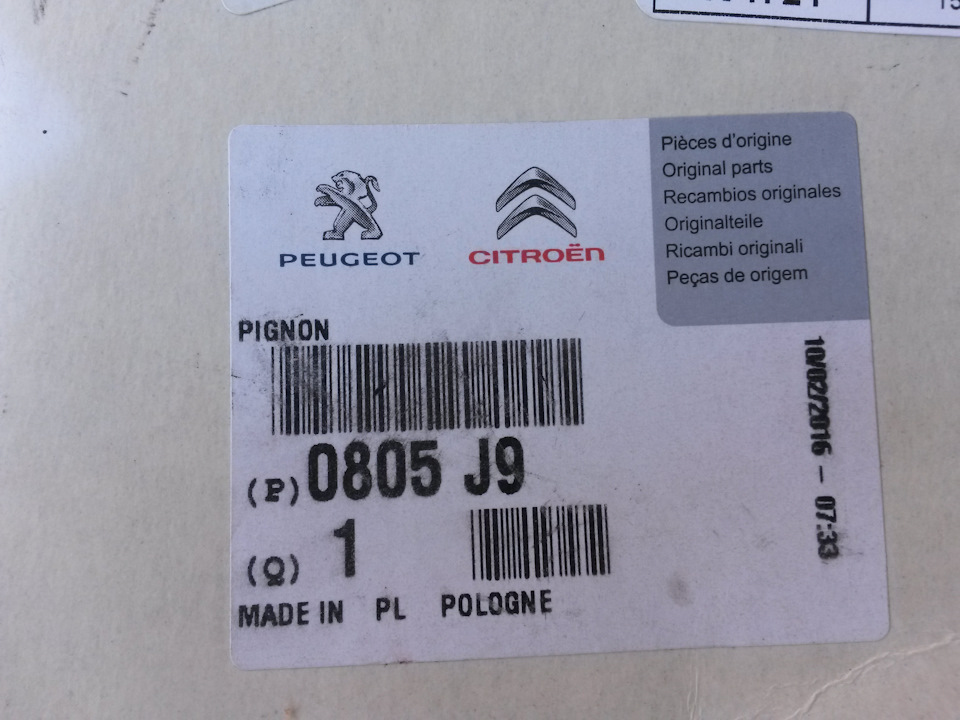 PEUGEOT
CITROËN
Pièces d'origine
Original parts
Recambios originales
Originalteile
Ricambi originali
Peças de origem
PIGNON
(P) 0805 J9
(Q) 1
MADE IN PL POLOGNE
10/02/2016 - 07:33